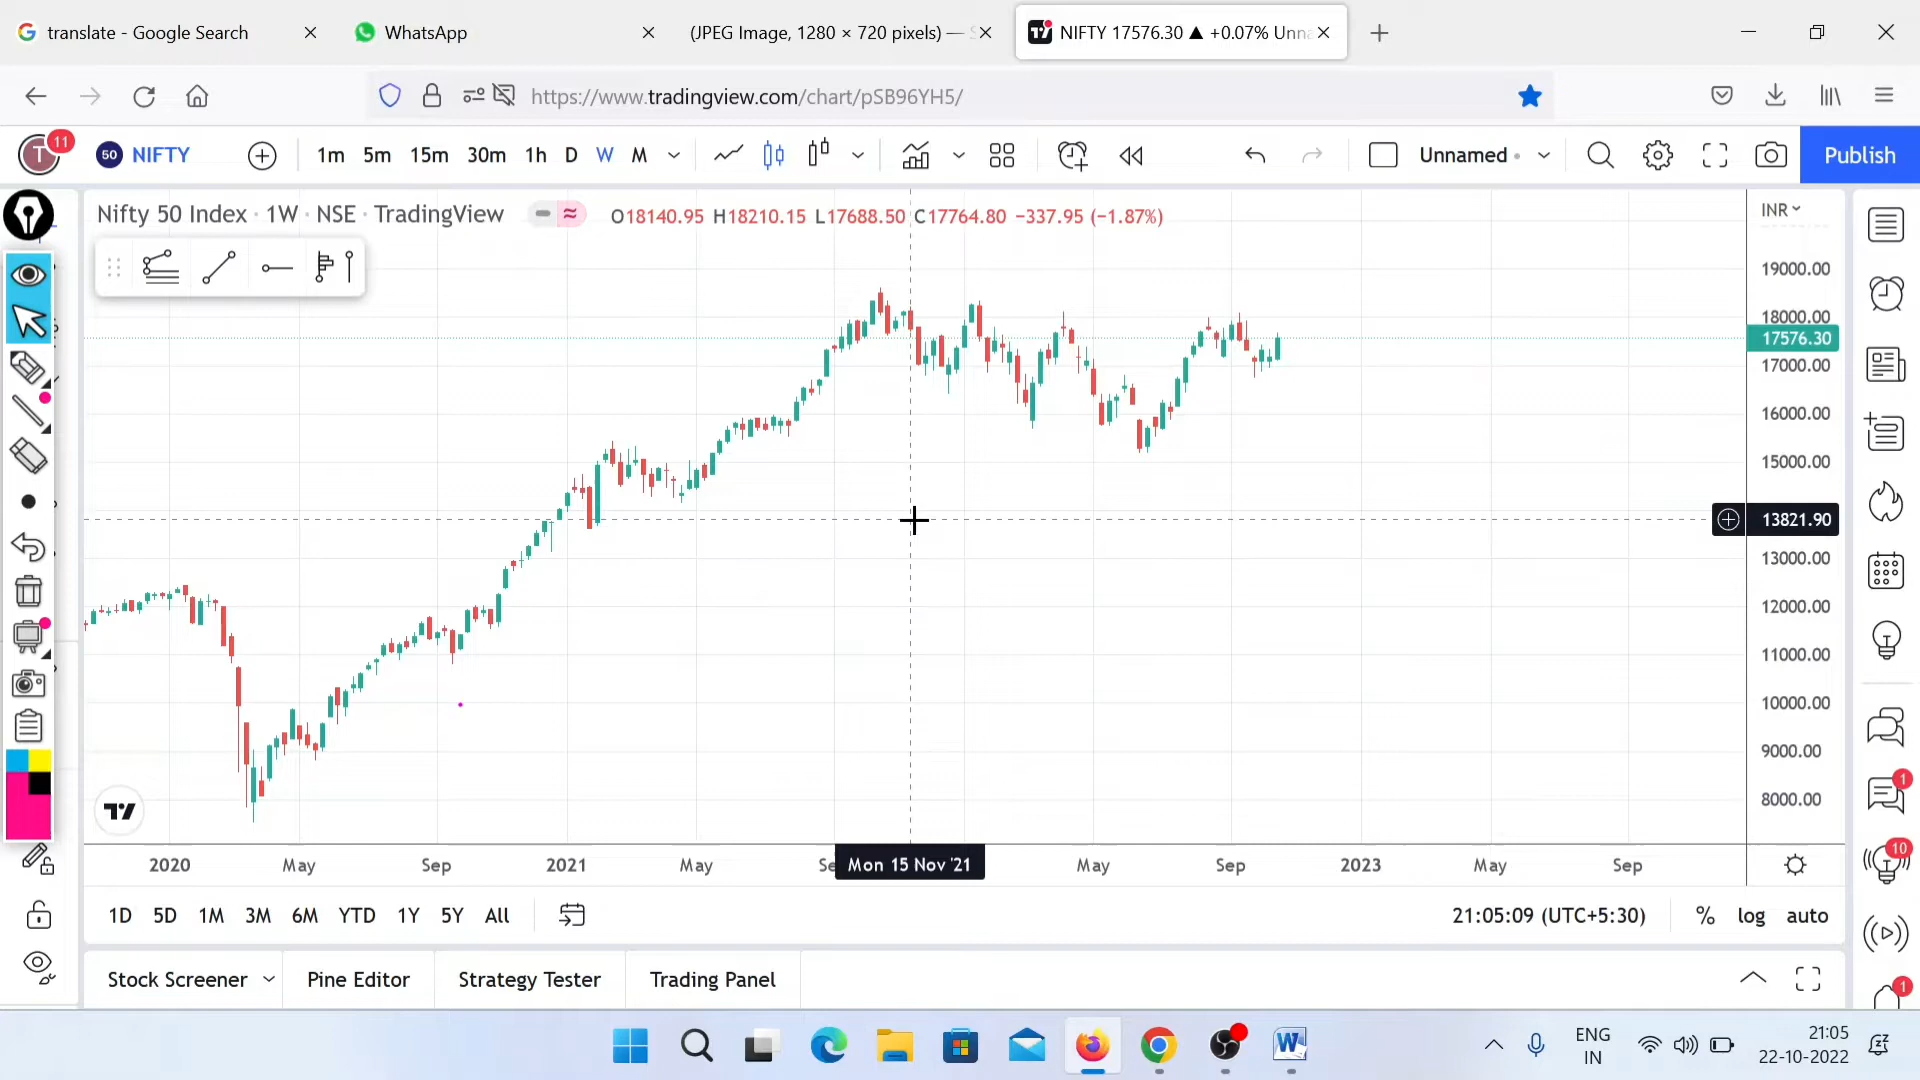 translate - Google Search
WhatsApp
(JPEG Image, 1280 × 720 pixels) —
NIFTY 17576.30 ▲ +0.07% Unna
https://www.tradingview.com/chart/pSB96YH5/
T 11
50 NIFTY
1m 5m 15m 30m 1h D W M
Unnamed
Publish
Nifty 50 Index · 1W · NSE · TradingView
O18140.95 H18210.15 L17688.50 C17764.80 −337.95 (−1.87%)
INR
19000.00
18000.00
17576.30
17000.00
16000.00
15000.00
13821.90
13000.00
12000.00
11000.00
10000.00
9000.00
8000.00
1
10
1
2020 May Sep 2021 May Se Mon 15 Nov '21 May Sep 2023 May Sep
1D 5D 1M 3M 6M YTD 1Y 5Y All
21:05:09 (UTC+5:30)
% log auto
Stock Screener
Pine Editor
Strategy Tester
Trading Panel
ENG
IN
21:05
22-10-2022